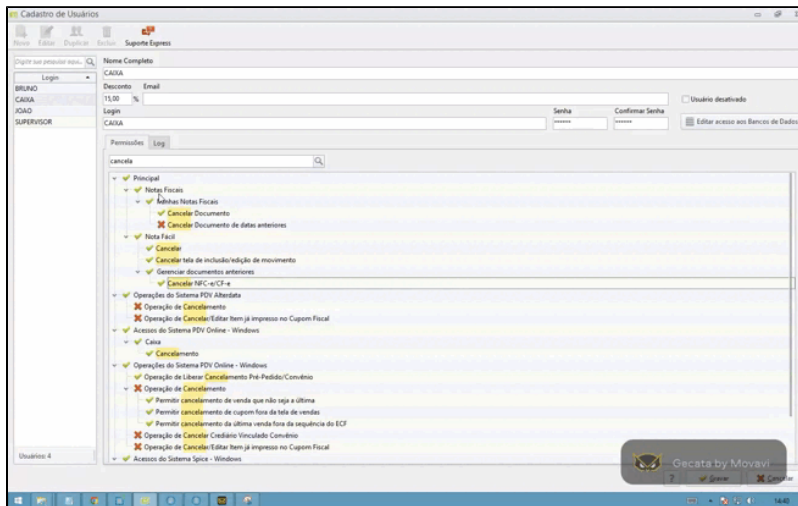 Cadastro de Usuários
Novo Editar Duplicar Excluir Suporte Express
Digite sua pesquisa aqui...
Nome Completo
Login
CAIXA
BRUNO
CAIXA
JOAO
SUPERVISOR
Desconto Email
15,00 %
Usuário desativado
Login Senha Confirmar Senha
CAIXA ****** ******
Editar acesso aos Bancos de Dados
Permissões Log
cancela
Principal
Notas Fiscais
Minhas Notas Fiscais
Cancelar Documento
Cancelar Documento de datas anteriores
Nota Fácil
Cancelar
Cancelar tela de inclusão/edição de movimento
Gerenciar documentos anteriores
Cancelar NFC-e/CF-e
Operações do Sistema PDV Alterdata
Operação de Cancelamento
Operação de Cancelar/Editar Item já impresso no Cupom Fiscal
Acessos do Sistema PDV Online - Windows
Caixa
Cancelamento
Operações do Sistema PDV Online - Windows
Operação de Liberar Cancelamento Pré-Pedido/Convênio
Operação de Cancelamento
Permitir cancelamento de venda que não seja a última
Permitir cancelamento de cupom fora da tela de vendas
Permitir cancelamento da última venda fora da sequência do ECF
Operação de Cancelar Crediário Vinculado Convênio
Operação de Cancelar/Editar Item já impresso no Cupom Fiscal
Acessos do Sistema Spice - Windows
Usuários: 4
Gecata by Movavi
? Gravar Cancelar
14:40